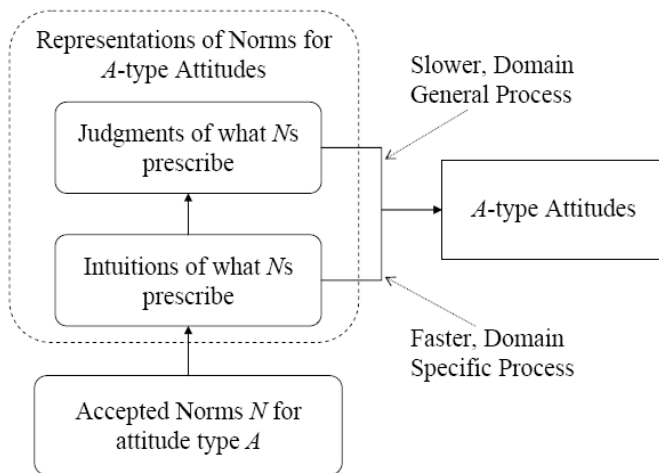 Representations of Norms for
A-type Attitudes
Judgments of what Ns
prescribe
Intuitions of what Ns
prescribe
Accepted Norms N for
attitude type A
Slower, Domain
General Process
A-type Attitudes
Faster, Domain
Specific Process